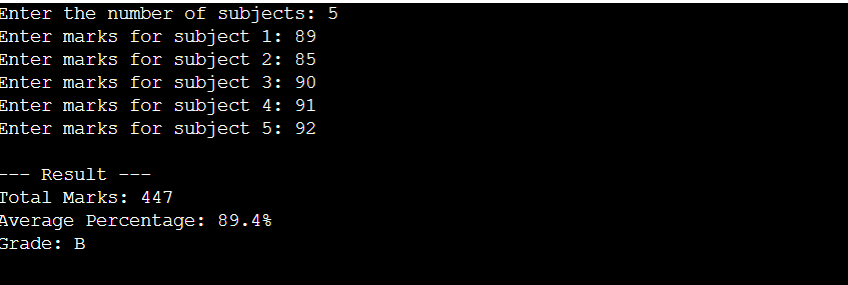 Enter the number of subjects: 5
Enter marks for subject 1: 89
Enter marks for subject 2: 85
Enter marks for subject 3: 90
Enter marks for subject 4: 91
Enter marks for subject 5: 92
--- Result ---
Total Marks: 447
Average Percentage: 89.4%
Grade: B